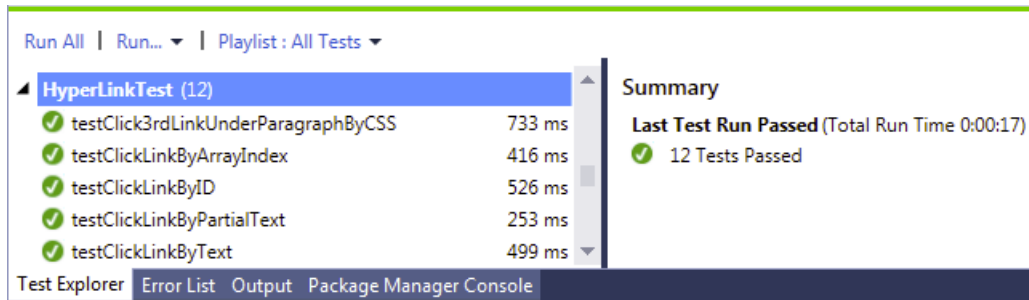 Run All | Run... | Playlist : All Tests
HyperLinkTest (12)
testClick3rdLinkUnderParagraphByCSS 733 ms
testClickLinkByArrayIndex 416 ms
testClickLinkByID 526 ms
testClickLinkByPartialText 253 ms
testClickLinkByText 499 ms
Summary
Last Test Run Passed (Total Run Time 0:00:17)
12 Tests Passed
Test Explorer Error List Output Package Manager Console